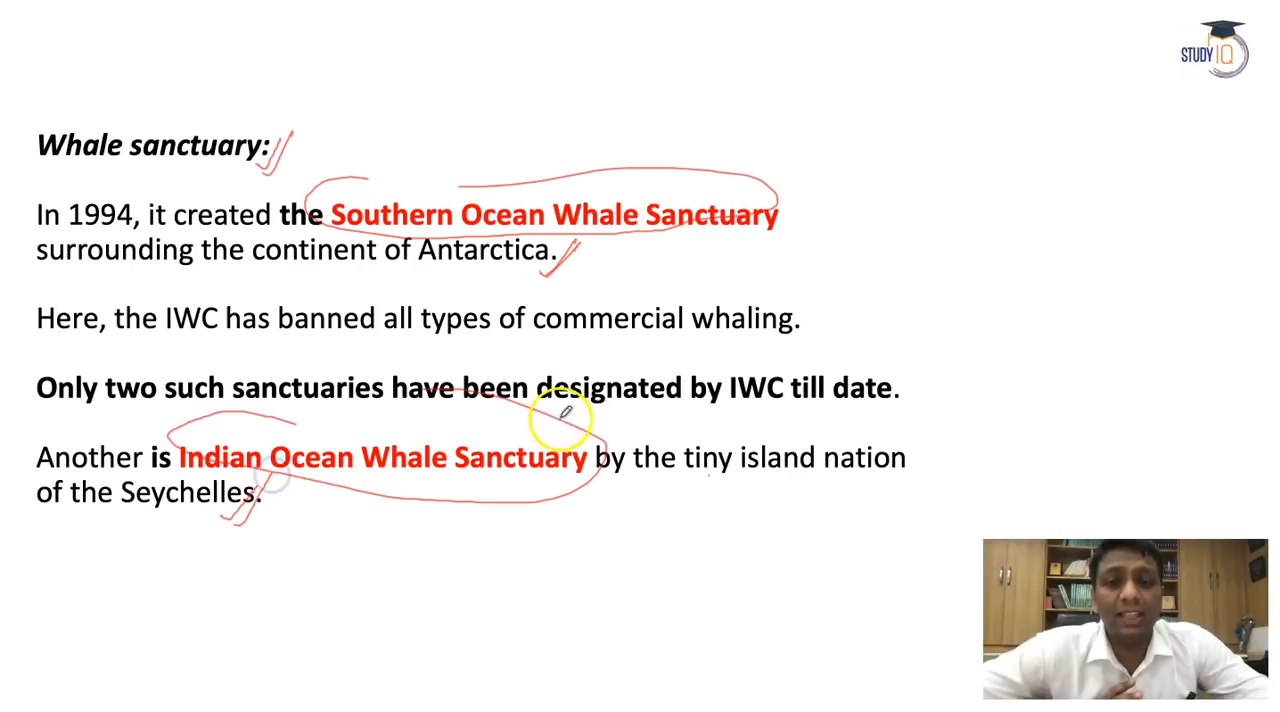 STUDY IQ
Whale sanctuary:
In 1994, it created the Southern Ocean Whale Sanctuary
surrounding the continent of Antarctica.
Here, the IWC has banned all types of commercial whaling.
Only two such sanctuaries have been designated by IWC till date.
Another is Indian Ocean Whale Sanctuary by the tiny island nation
of the Seychelles.